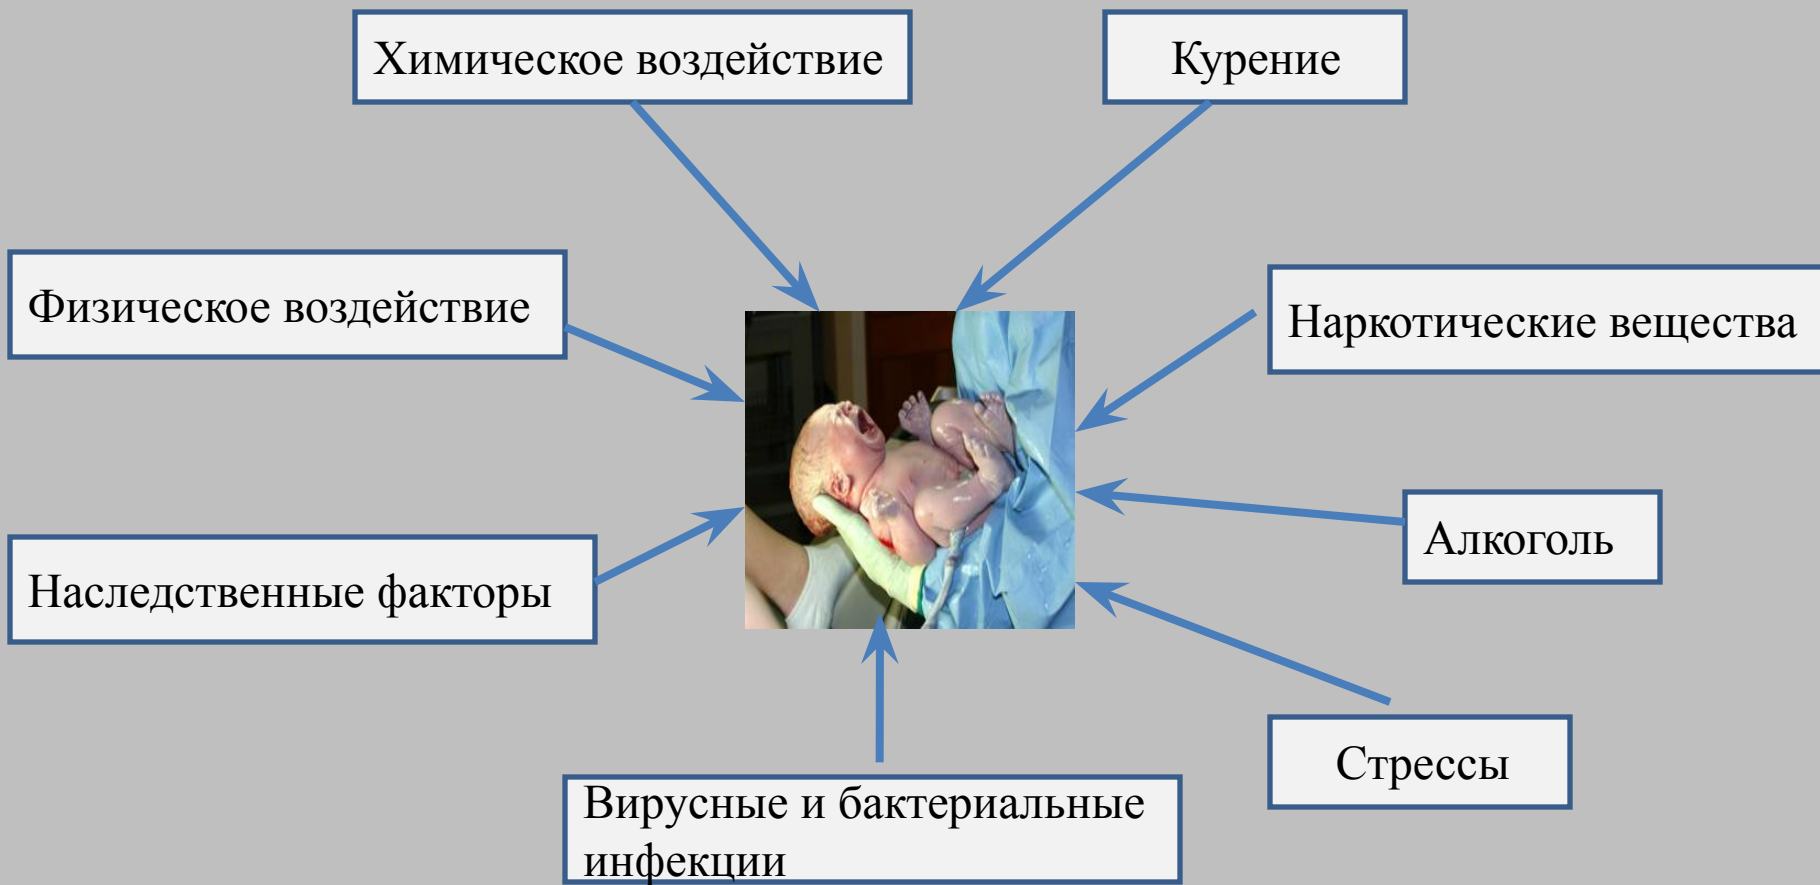 Химическое воздействие
Курение
Физическое воздействие
Наркотические вещества
Алкоголь
Наследственные факторы
Стрессы
Вирусные и бактериальные
инфекции